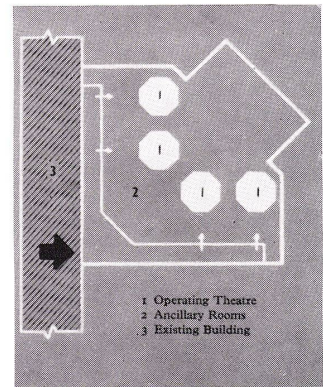 1
1
3
2
1
1
1 Operating Theatre
2 Ancillary Rooms
3 Existing Building